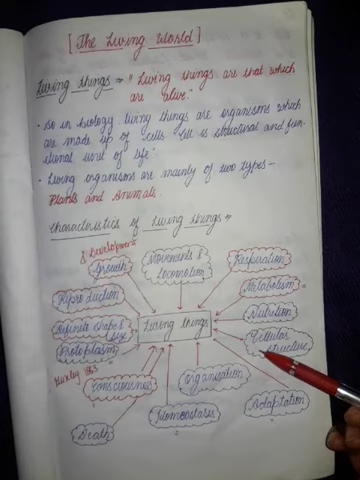 [The Living World]
Living things ⇒ "Living things are that which
are alive."
• So in biology living things are organisms which
are made up of cells. Cell is structural and fun-
ctional unit of life"
• Living organisms are mainly of two types-
Plants and Animals.
Characteristics of Living things ⇒
& Development
Growth
Movements &
Locomotion
Respiration
Metabolism
Reproduction
Nutrition
Definite shape &
size
Living things
Cellular
structure
Protoplasm
Huxley 1863
Consciousness
Organisation
Adaptation
Homeostasis
Death